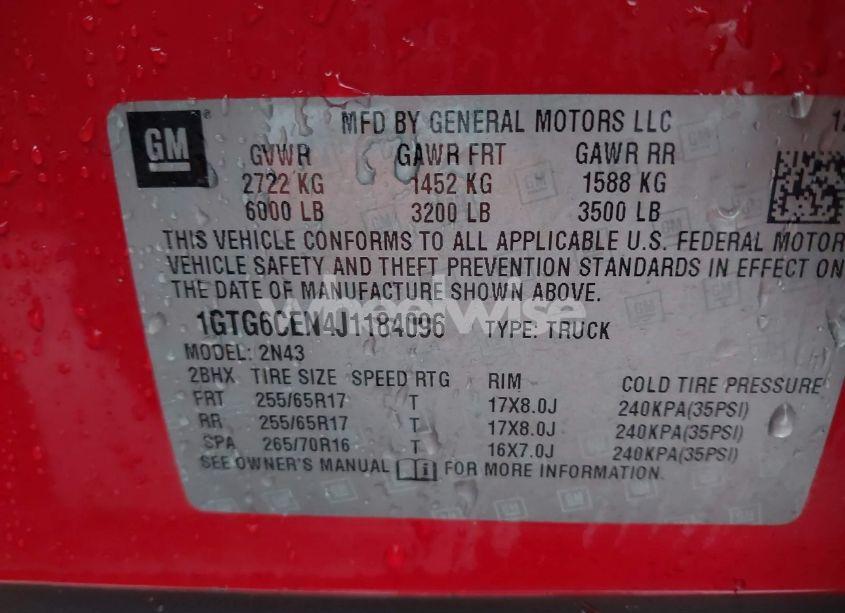 GM
MFD BY GENERAL MOTORS LLC
GVWR GAWR FRT GAWR RR
2722 KG 1452 KG 1588 KG
6000 LB 3200 LB 3500 LB
THIS VEHICLE CONFORMS TO ALL APPLICABLE U.S. FEDERAL MOTOR
VEHICLE SAFETY AND THEFT PREVENTION STANDARDS IN EFFECT ON
THE DATE OF MANUFACTURE SHOWN ABOVE.
1GTG6CEN4J1184096 TYPE: TRUCK
Wheelwise
MODEL: 2N43
2BHX TIRE SIZE SPEED RTG RIM COLD TIRE PRESSURE
FRT 255/65R17 T 17X8.0J 240KPA(35PSI)
RR 255/65R17 T 17X8.0J 240KPA(35PSI)
SPA 265/70R16 T 16X7.0J 240KPA(35PSI)
SEE OWNER'S MANUAL i FOR MORE INFORMATION.